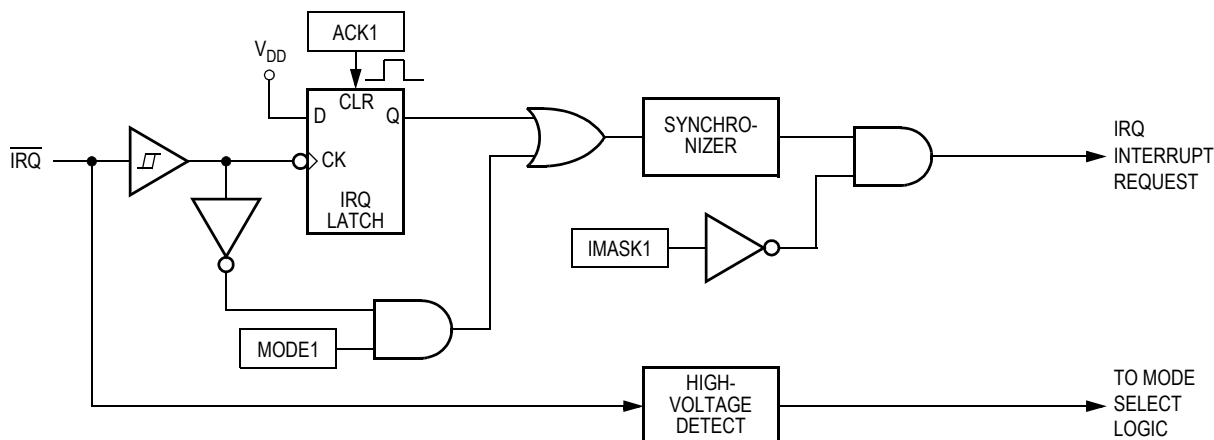 ACK1
VDD
CLR
D
Q
IRQ
CK
IRQ
LATCH
SYNCHRO-
NIZER
IRQ
INTERRUPT
REQUEST
IMASK1
MODE1
HIGH-
VOLTAGE
DETECT
TO MODE
SELECT
LOGIC